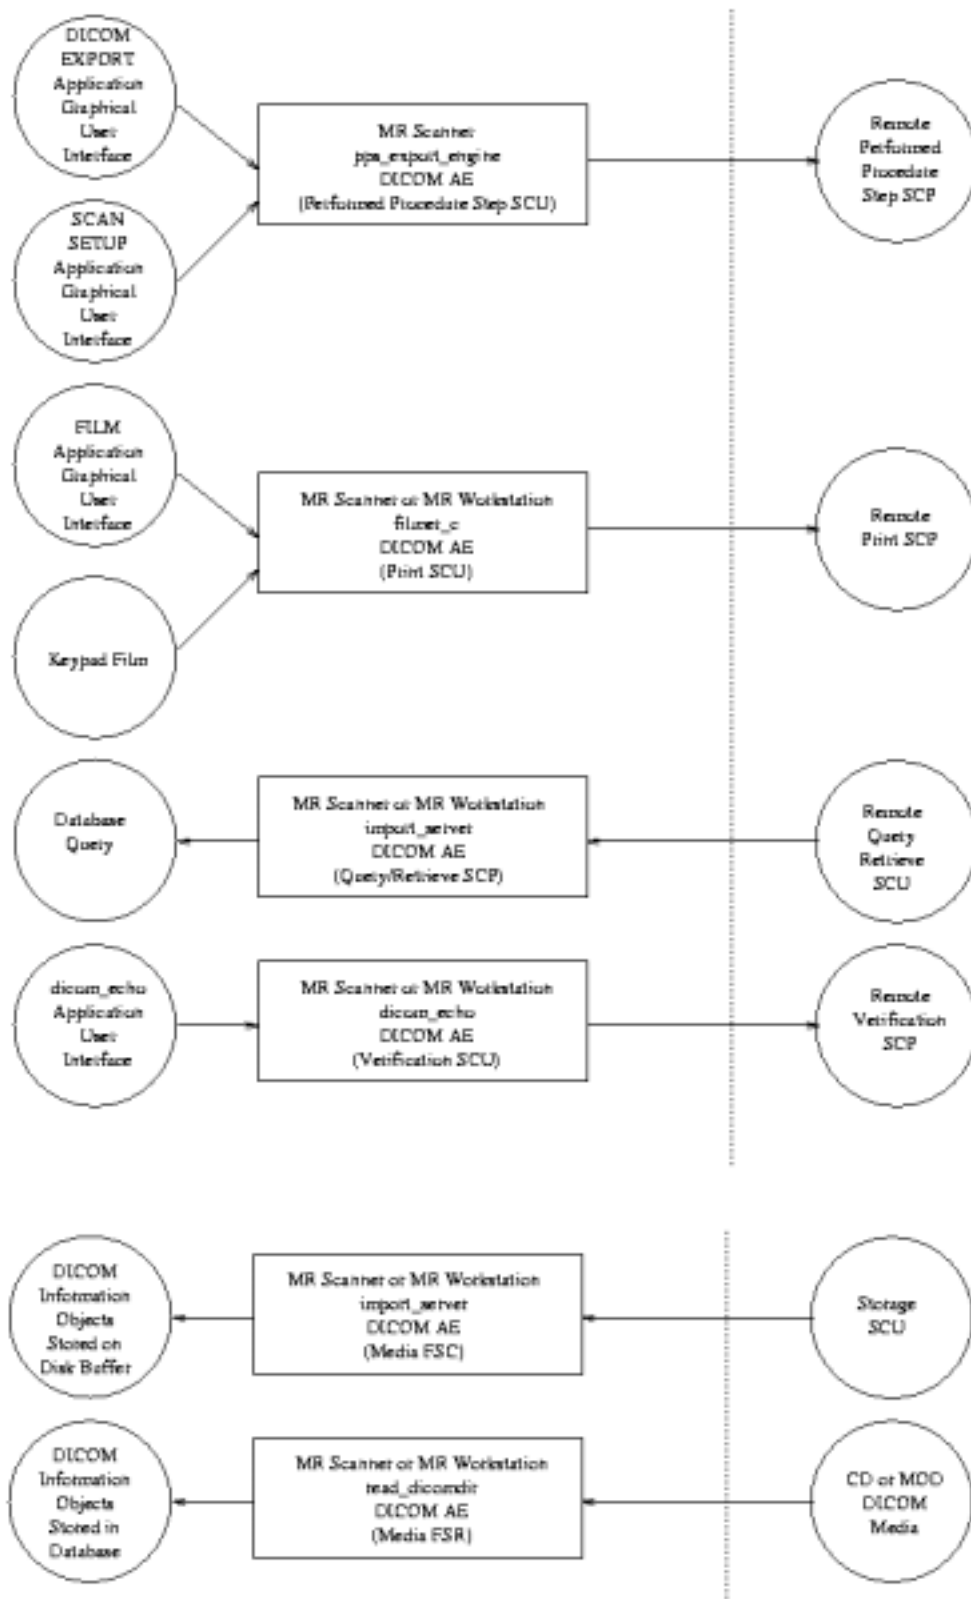 DICOM
EXPORT
Application
Graphical
User
Interface
MR Scanner
pps_export_engine
DICOM AE
(Performed Procedure Step SCU)
Remote
Performed
Procedure
Step SCP
SCAN
SETUP
Application
Graphical
User
Interface
FILM
Application
Graphical
User
Interface
MR Scanner or MR Workstation
DICOM AE
(Print SCU)
Remote
Print SCP
Keypad Film
Database
Query
MR Scanner or MR Workstation
import_server
DICOM AE
(Query/Retrieve SCP)
Remote
Query
Retrieve
SCU
dicom_echo
Application
User
Interface
MR Scanner or MR Workstation
dicom_echo
DICOM AE
(Verification SCU)
Remote
Verification
SCP
DICOM
Information
Objects
Stored on
Disk Buffer
MR Scanner or MR Workstation
import_server
DICOM AE
(Media FSC)
Storage
SCU
DICOM
Information
Objects
Stored in
Database
MR Scanner or MR Workstation
read_dicomdir
DICOM AE
(Media FSR)
CD or MOD
DICOM
Media